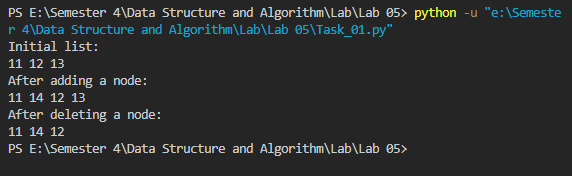 PS E:\Semester 4\Data Structure and Algorithm\Lab\Lab 05> python -u "e:\Semeste
r 4\Data Structure and Algorithm\Lab\Lab 05\Task_01.py"
Initial list:
11 12 13
After adding a node:
11 14 12 13
After deleting a node:
11 14 12
PS E:\Semester 4\Data Structure and Algorithm\Lab\Lab 05>